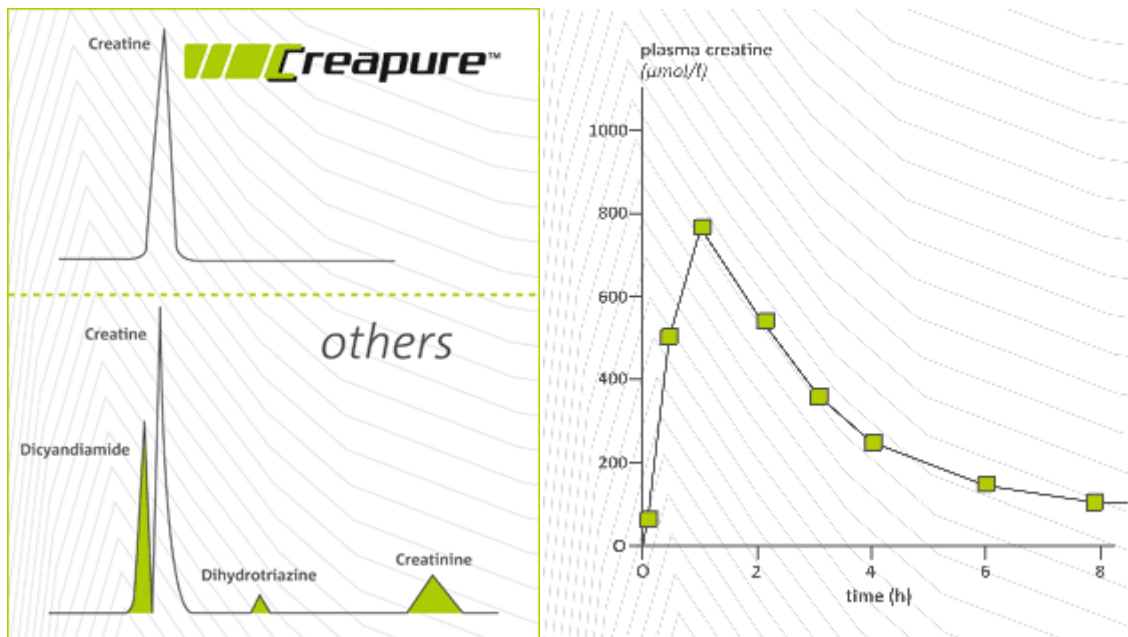 Creatine
Creapure™
Creatine
others
Dicyandiamide
Dihydrotriazine
Creatinine
plasma creatine
(µmol/l)
1000
800
600
400
200
0
0 2 4 6 8
time (h)